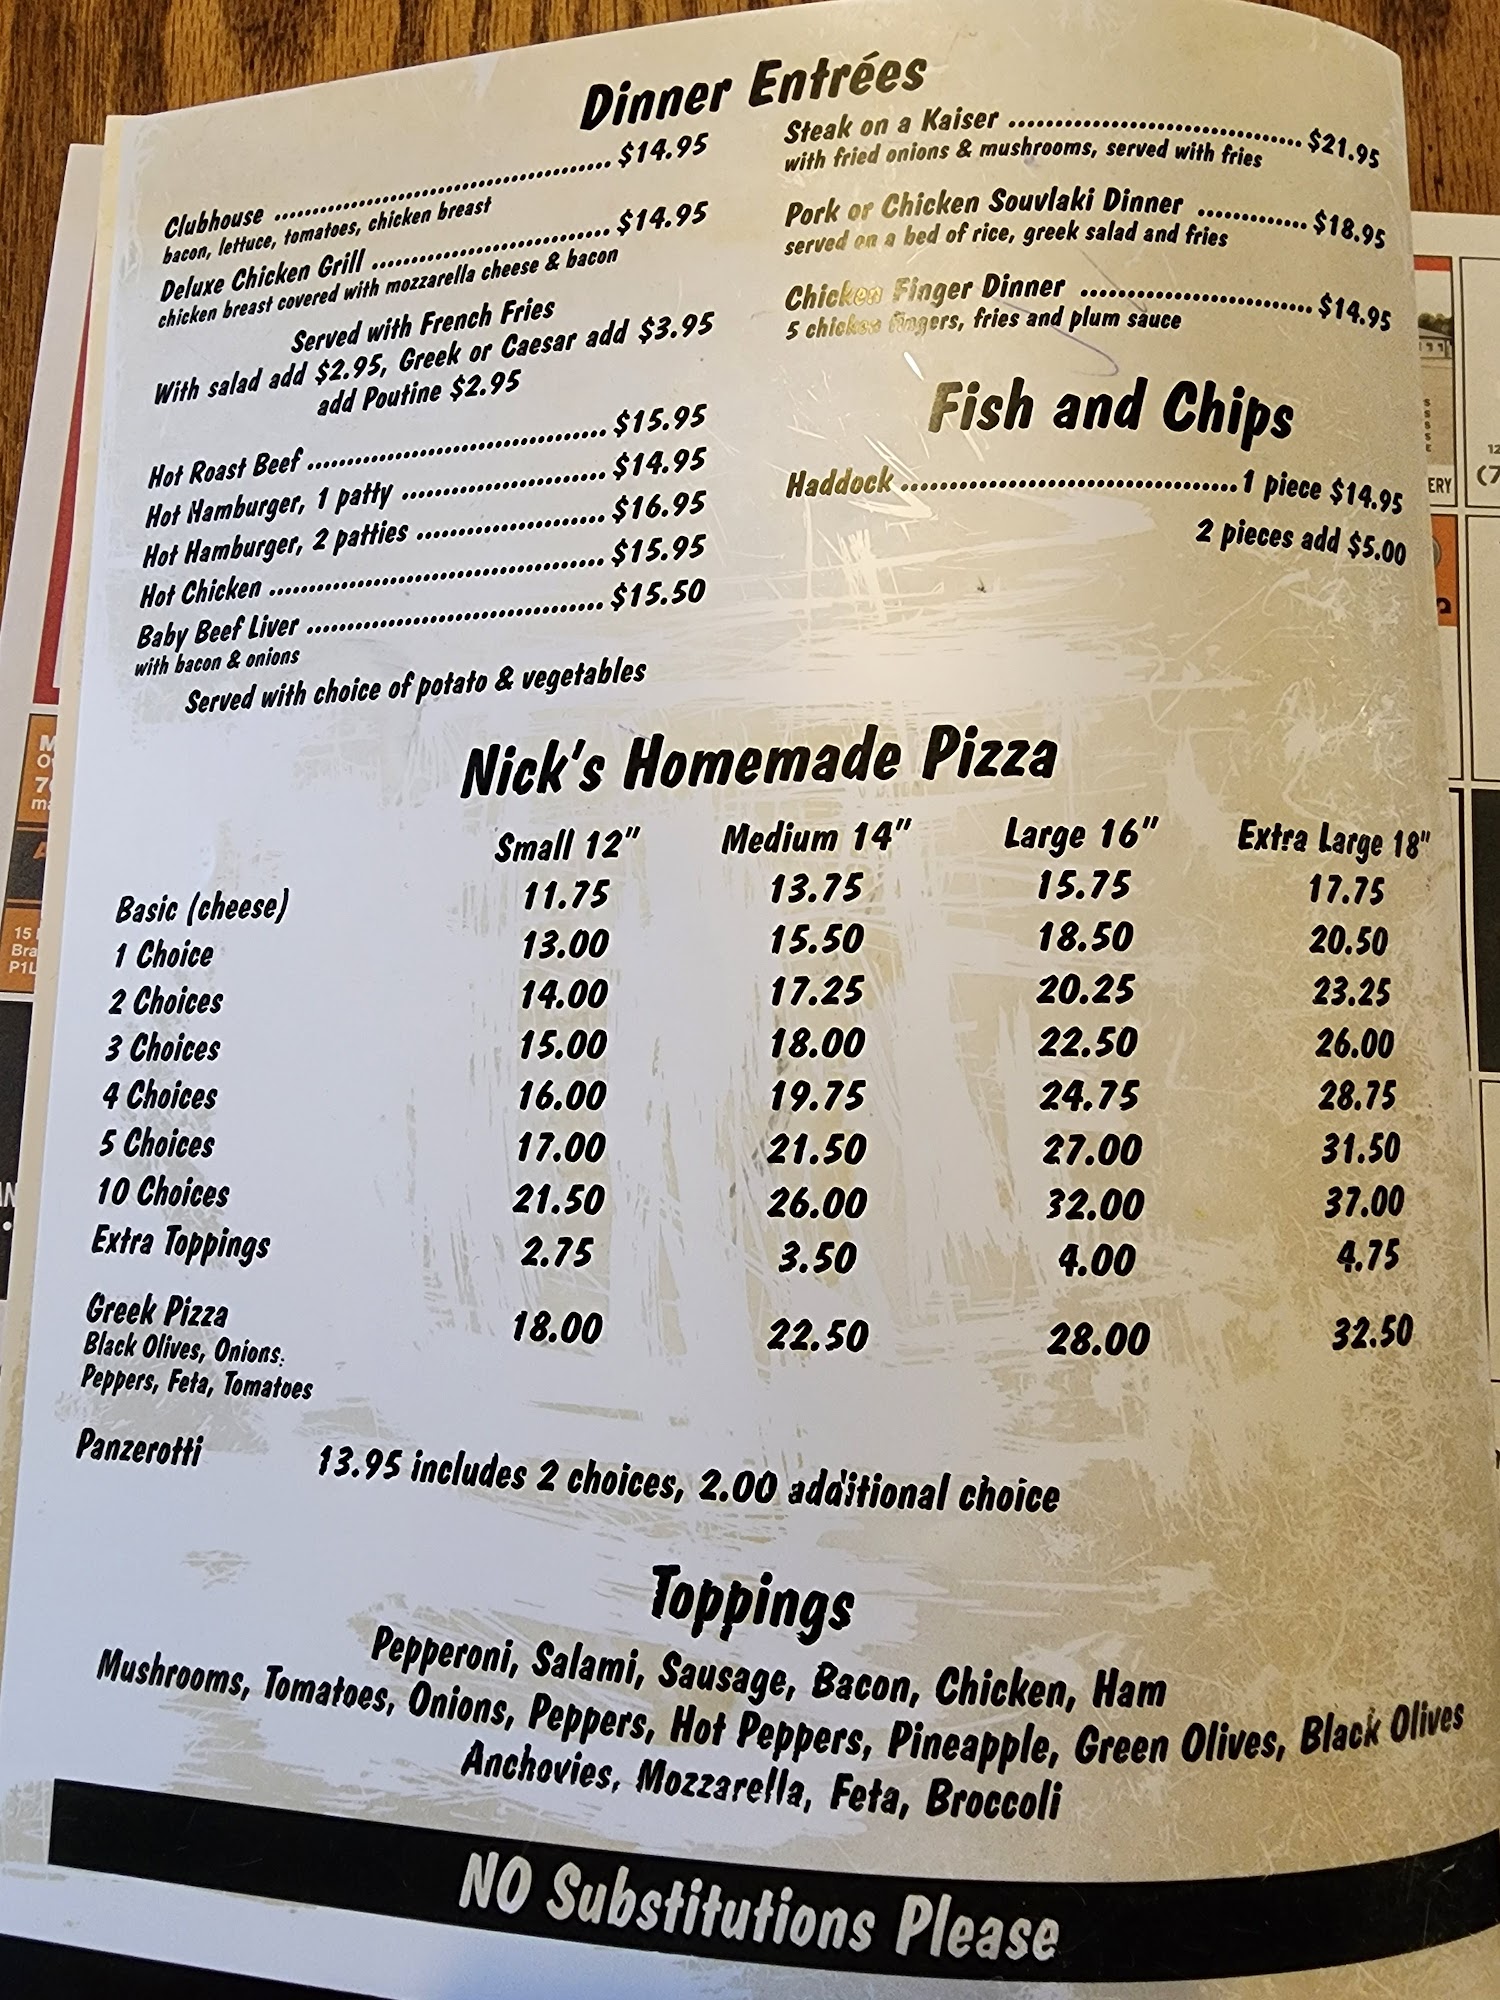 Dinner Entrées
Clubhouse ........ $14.95
bacon, lettuce, tomatoes, chicken breast
Deluxe Chicken Grill ........ $14.95
chicken breast covered with mozzarella cheese & bacon
Served with French Fries
With salad add $2.95, Greek or Caesar add $3.95
add Poutine $2.95
Hot Roast Beef ........ $15.95
Hot Hamburger, 1 patty ........ $14.95
Hot Hamburger, 2 patties ........ $16.95
Hot Chicken ........ $15.95
Baby Beef Liver ........ $15.50
with bacon & onions
Served with choice of potato & vegetables
Steak on a Kaiser ........ $21.95
with fried onions & mushrooms, served with fries
Pork or Chicken Souvlaki Dinner ........ $18.95
served on a bed of rice, greek salad and fries
Chicken Finger Dinner ........ $14.95
5 chicken fingers, fries and plum sauce
Fish and Chips
Haddock ........ 1 piece $14.95
2 pieces add $5.00
Nick's Homemade Pizza
Small 12" Medium 14" Large 16" Extra Large 18"
Basic (cheese) 11.75 13.75 15.75 17.75
1 Choice 13.00 15.50 18.50 20.50
2 Choices 14.00 17.25 20.25 23.25
3 Choices 15.00 18.00 22.50 26.00
4 Choices 16.00 19.75 24.75 28.75
5 Choices 17.00 21.50 27.00 31.50
10 Choices 21.50 26.00 32.00 37.00
Extra Toppings 2.75 3.50 4.00 4.75
Greek Pizza 18.00 22.50 28.00 32.50
Black Olives, Onions,
Peppers, Feta, Tomatoes
Panzerotti 13.95 includes 2 choices, 2.00 additional choice
Toppings
Pepperoni, Salami, Sausage, Bacon, Chicken, Ham
Mushrooms, Tomatoes, Onions, Peppers, Hot Peppers, Pineapple, Green Olives, Black Olives
Anchovies, Mozzarella, Feta, Broccoli
NO Substitutions Please